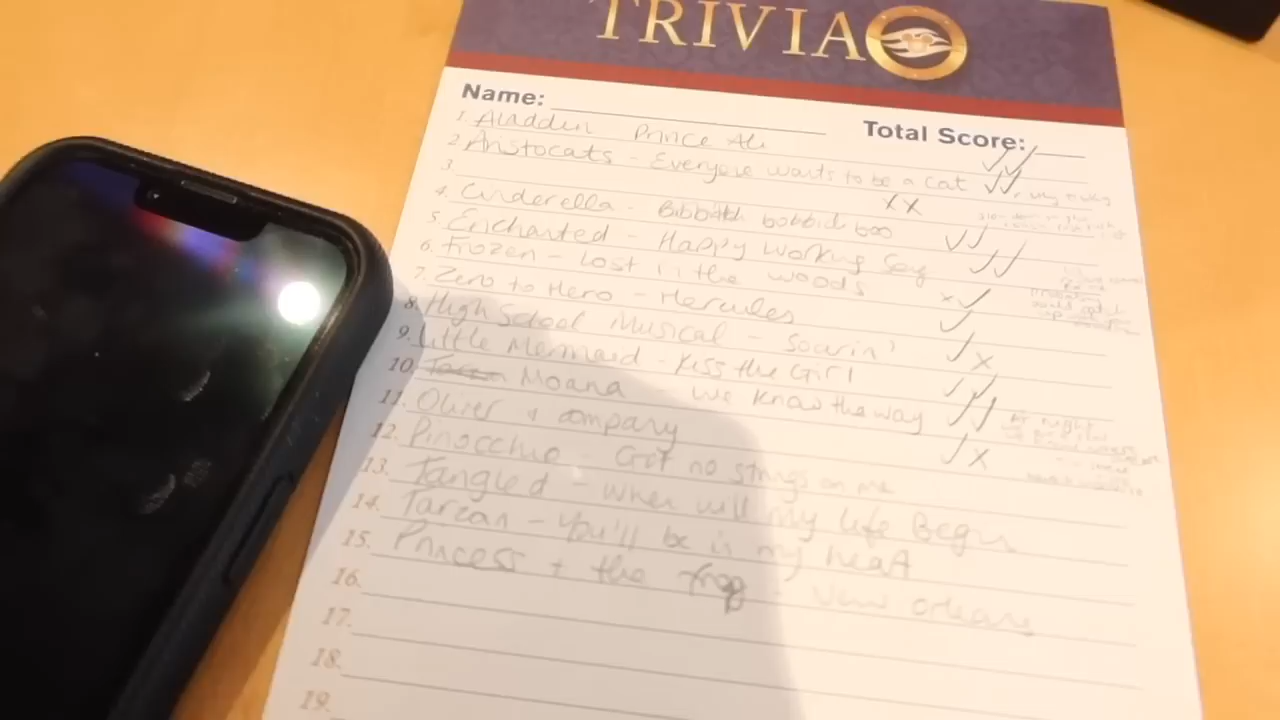 TRIVIA
Name:
Total Score:
1. Aladdin Prince Ali
2. Aristocats - Everyone wants to be a cat
3.
4. Cinderella - bobbid boo
5. Enchanted - Happy working Song
6. Frozen - Lost in the woods
7. Zero to Hero - Hercules
8. High School Musical - Soarin'
9. Little Mermaid - Kiss the Girl
10. Moana - We know the way
11. Oliver & company
12. Pinocchio - Got no strings on me
13. Tangled - when will my life Begin
14. Tarzan - You'll be in my heart
15. Princess + the frog - New Orleans
16.
17.
18.
19.